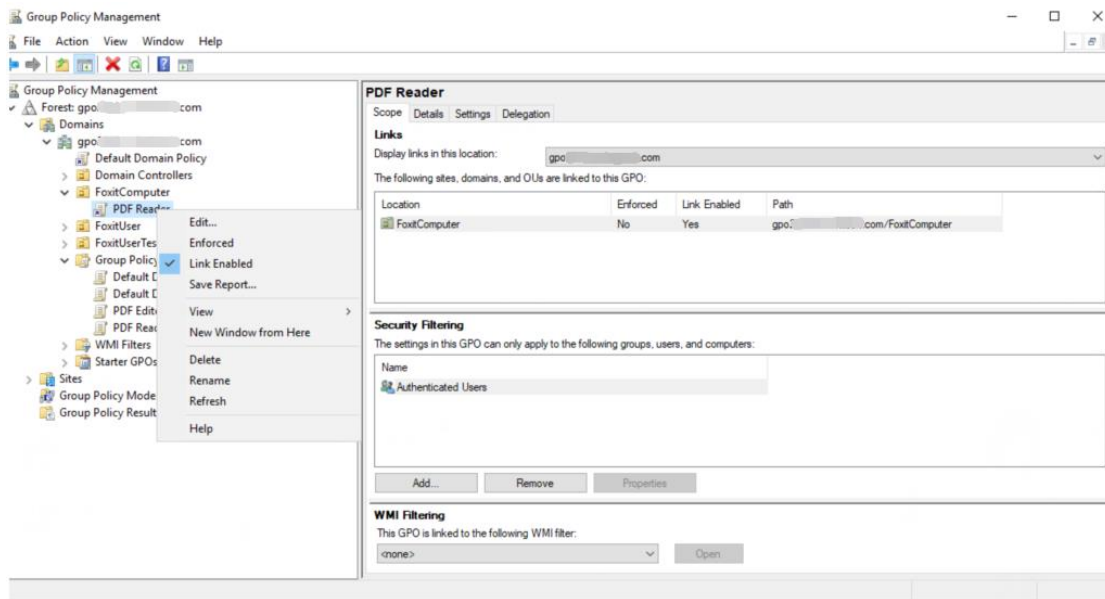 Group Policy Management
File Action View Window Help
Group Policy Management
Forest: gpo. com
Domains
gpo. com
Default Domain Policy
Domain Controllers
FoxitComputer
PDF Reader
FoxitUser
FoxitUserTes
Group Policy
Default D
Default D
PDF Edit
PDF Read
WMI Filters
Starter GPOs
Sites
Group Policy Mode
Group Policy Result
Edit...
Enforced
Link Enabled
Save Report...
View
New Window from Here
Delete
Rename
Refresh
Help
PDF Reader
Scope Details Settings Delegation
Links
Display links in this location: gpo .com
The following sites, domains, and OUs are linked to this GPO:
Location Enforced Link Enabled Path
FoxitComputer No Yes gpo. .com/FoxitComputer
Security Filtering
The settings in this GPO can only apply to the following groups, users, and computers:
Name
Authenticated Users
Add... Remove Properties
WMI Filtering
This GPO is linked to the following WMI filter:
<none> Open